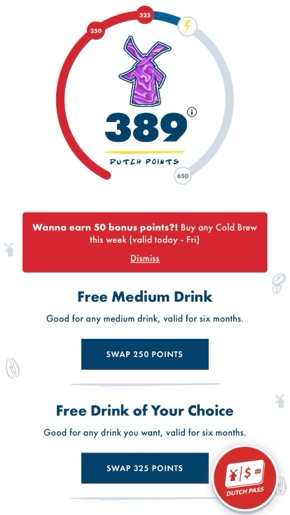 325
250
389
i
DUTCH POINTS
650
Wanna earn 50 bonus points?! Buy any Cold Brew
this week (valid today - Fri)
Dismiss
Free Medium Drink
Good for any medium drink, valid for six months.
SWAP 250 POINTS
Free Drink of Your Choice
Good for any drink you want, valid for six months.
SWAP 325 POINTS
DUTCH PASS